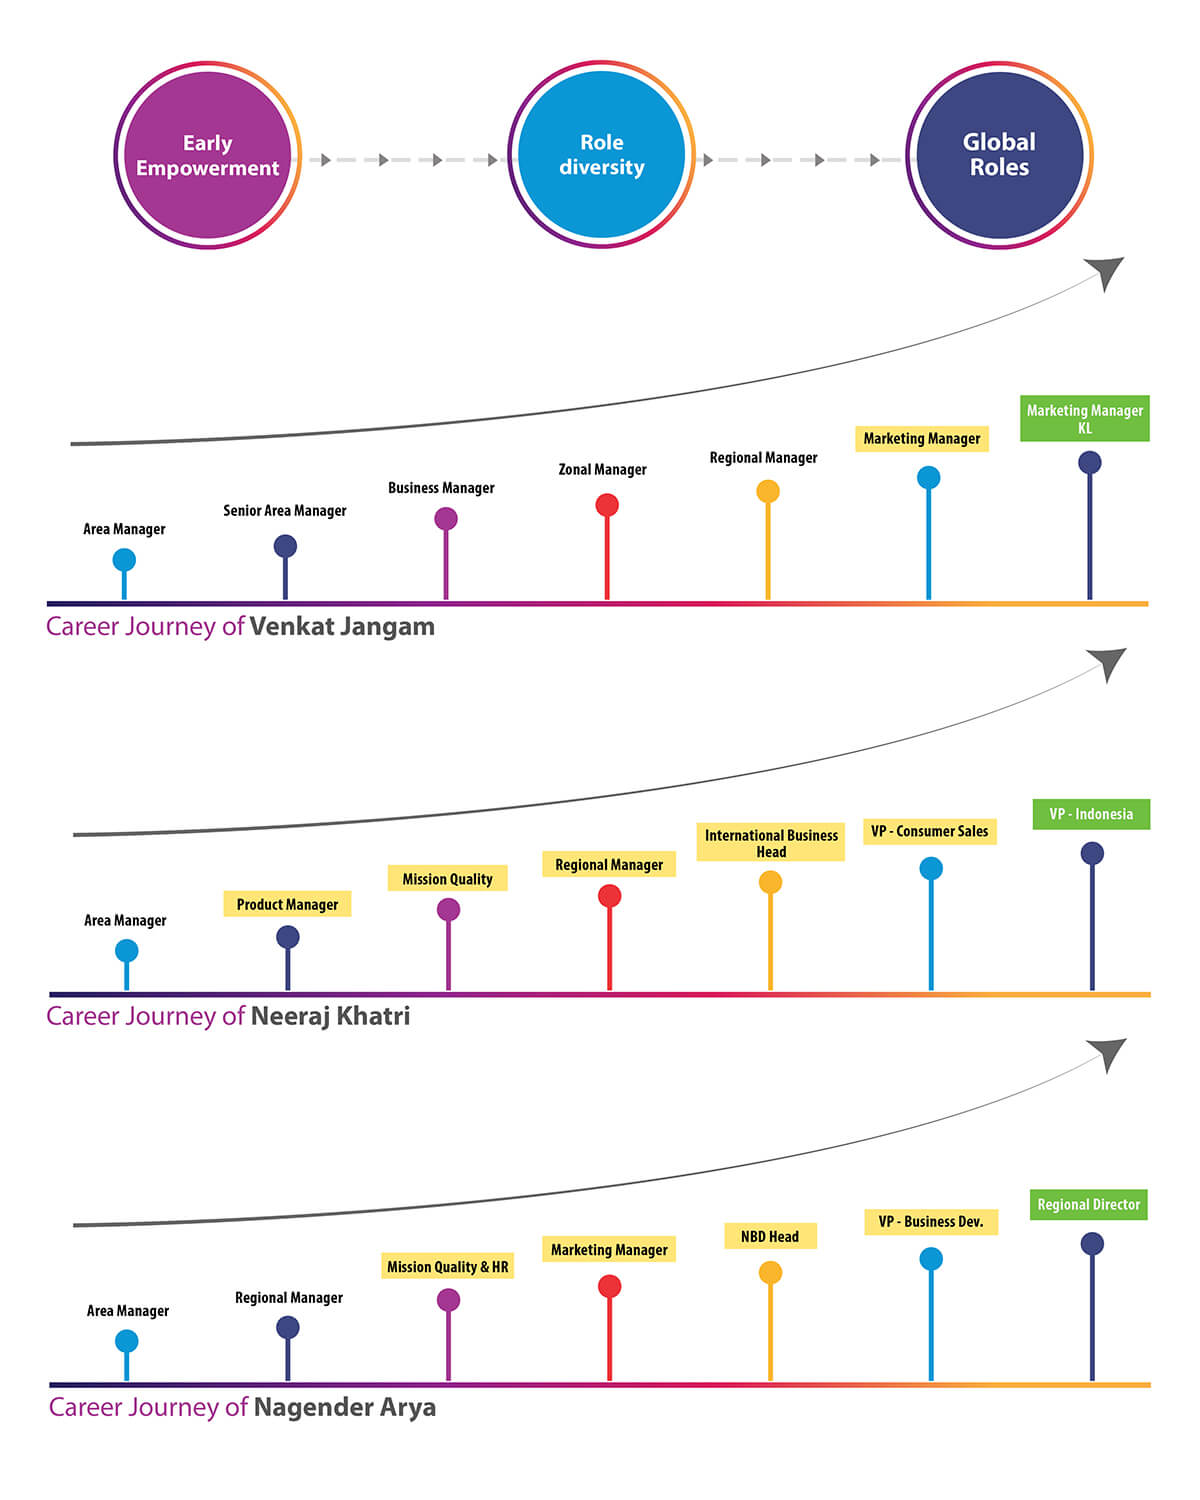 Early
Empowerment
Role
diversity
Global
Roles
Area Manager
Senior Area Manager
Business Manager
Zonal Manager
Regional Manager
Marketing Manager
Marketing Manager
KL
Career Journey of Venkat Jangam
Area Manager
Product Manager
Mission Quality
Regional Manager
International Business
Head
VP - Consumer Sales
VP - Indonesia
Career Journey of Neeraj Khatri
Area Manager
Regional Manager
Mission Quality & HR
Marketing Manager
NBD Head
VP - Business Dev.
Regional Director
Career Journey of Nagender Arya